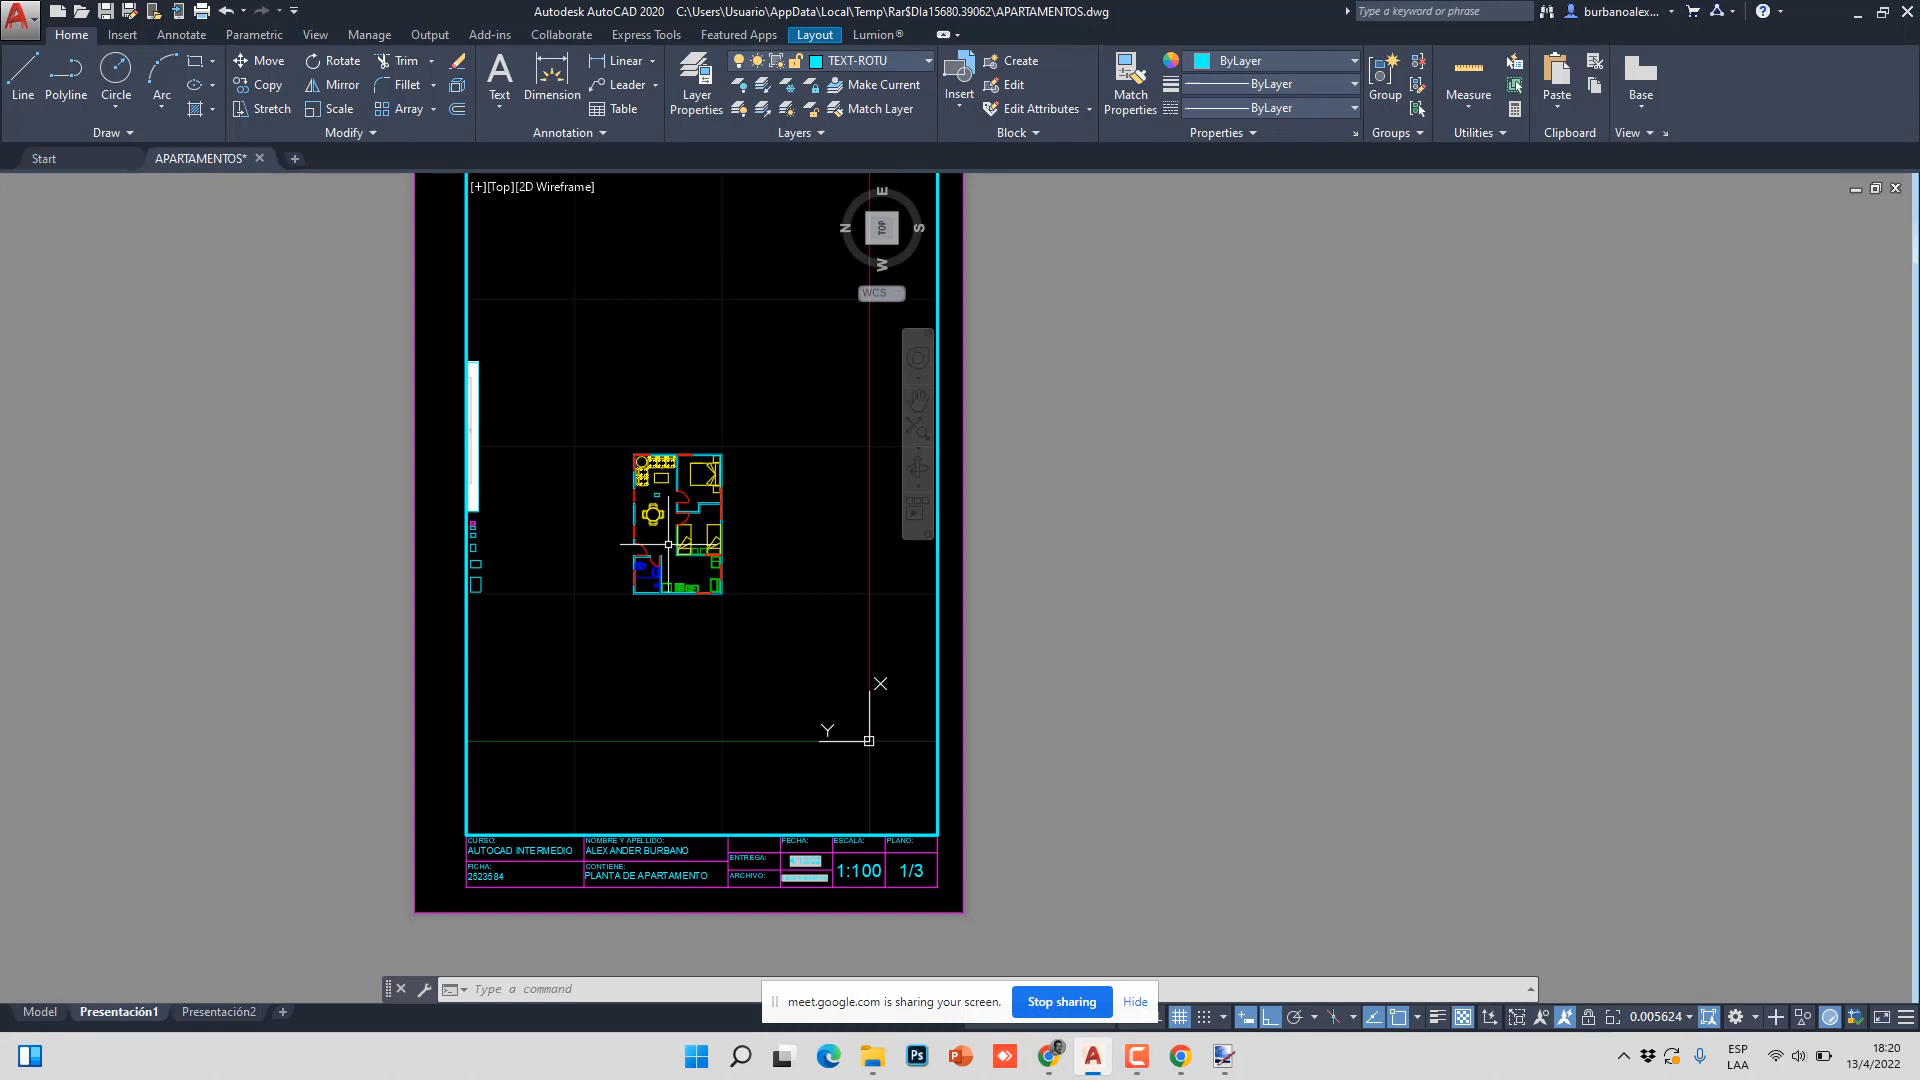 Autodesk AutoCAD 2020 C:\Users\Usuario\AppData\Local\Temp\Rar$DIa15680.39062\APARTAMENTOS.dwg
Type a keyword or phrase
burbanoalex...
Home Insert Annotate Parametric View Manage Output Add-ins Collaborate Express Tools Featured Apps Layout Lumion®
Line Polyline Circle Arc
Move Rotate Trim
Copy Mirror Fillet
Stretch Scale Array
Text Dimension
Linear
Leader
Table
Layer Properties
TEXT-ROTU
Make Current
Match Layer
Insert
Create
Edit
Edit Attributes
Match Properties
ByLayer
ByLayer
ByLayer
Group Measure Paste Base
Draw Modify Annotation Layers Block Properties Groups Utilities Clipboard View
Start APARTAMENTOS*
[+][Top][2D Wireframe]
E
N TOP S
W
WCS
X
Y
CURSO: NOMBRE Y APELLIDO: FECHA: ESCALA: PLANO:
AUTOCAD INTERMEDIO ALEXANDER BURBANO
ENTREGA:
FICHA: CONTIENE:
2523584 PLANTA DE APARTAMENTO ARCHIVO: 1:100 1/3
Type a command
meet.google.com is sharing your screen. Stop sharing Hide
Model Presentación1 Presentación2
0.005624
Ps
ESP
LAA
18:20
13/4/2022